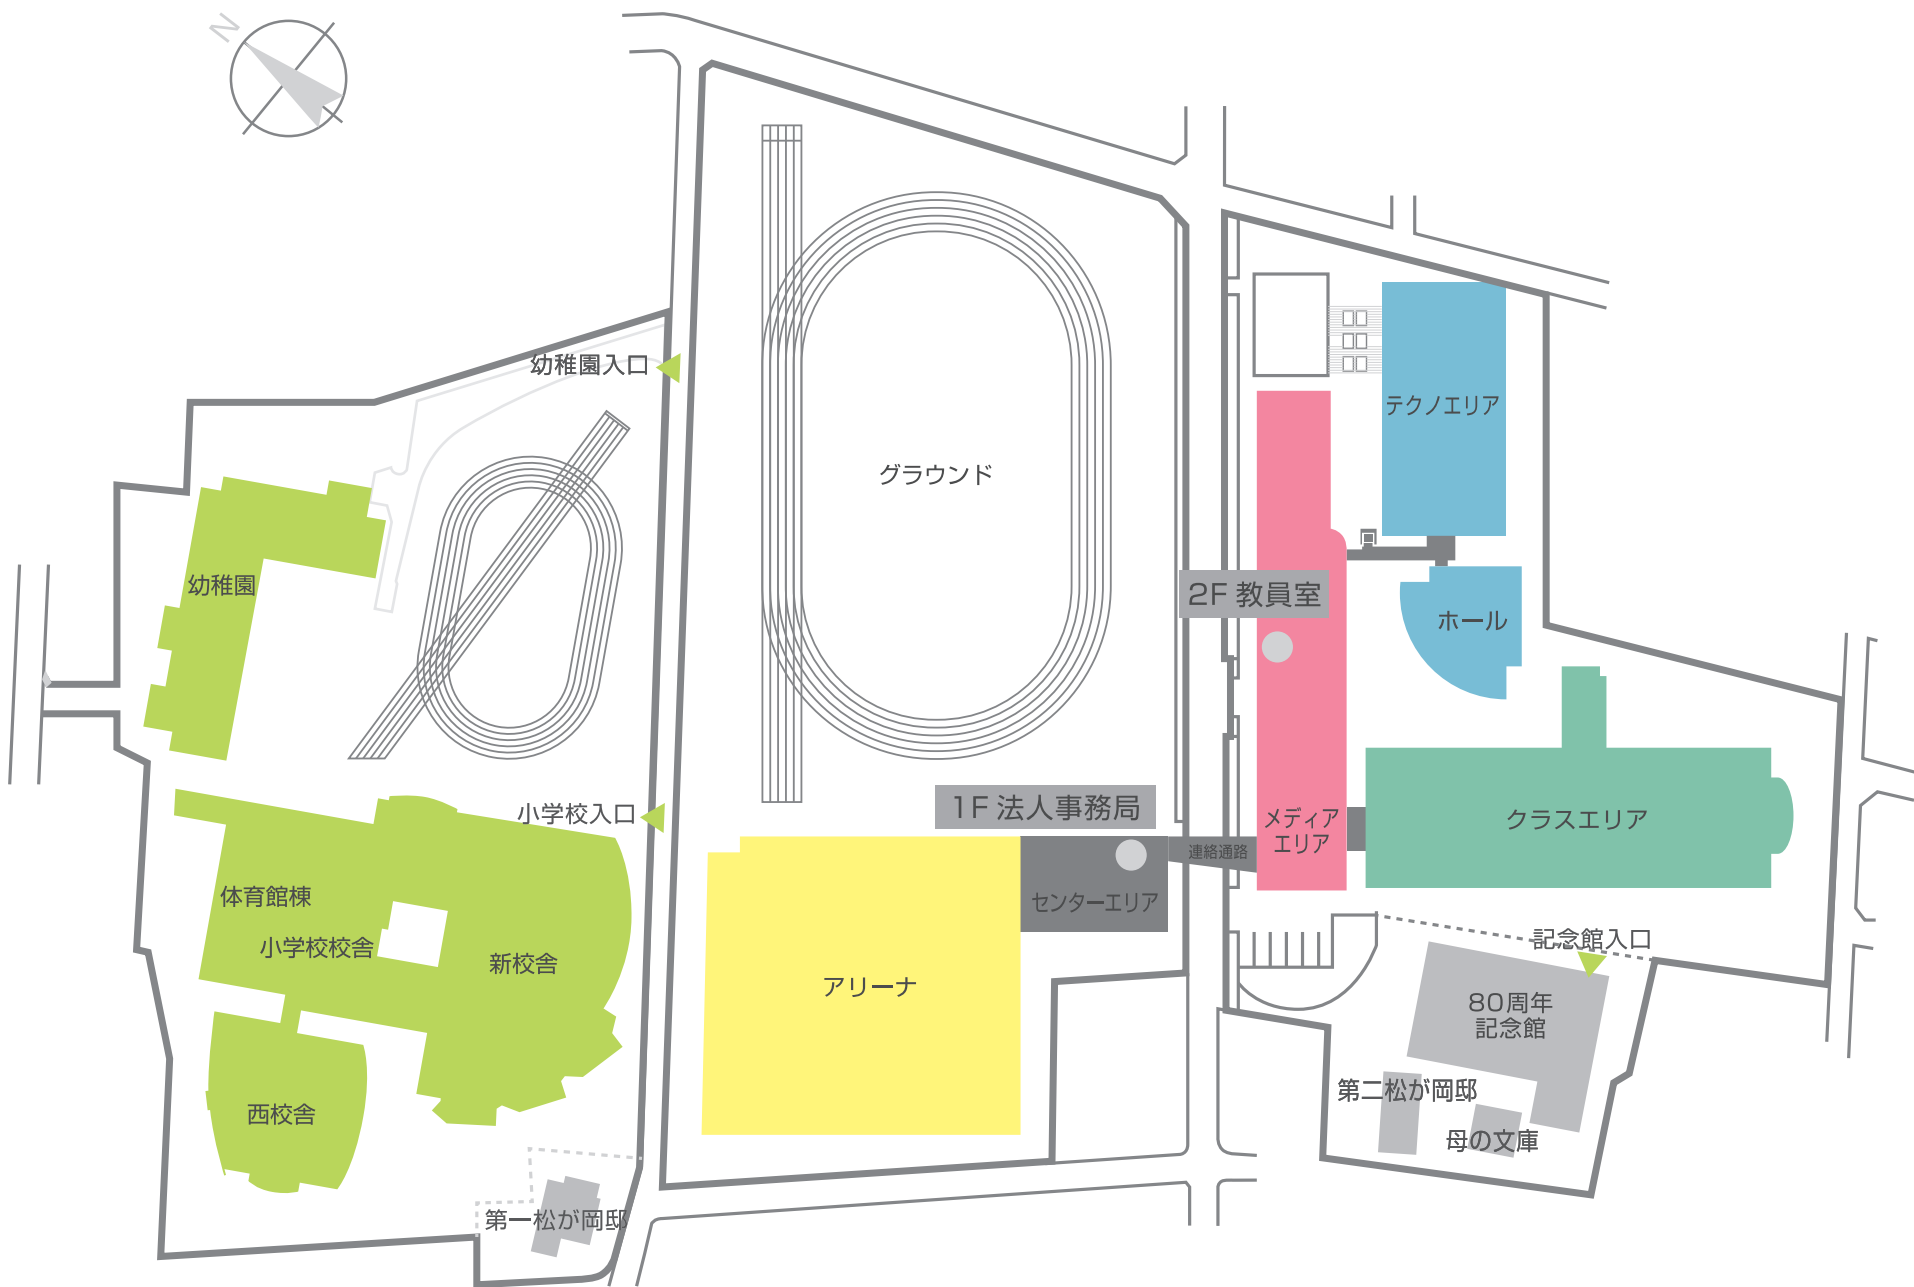 N
幼稚園入口
テクノエリア
グラウンド
幼稚園
2F 教員室
ホール
1F 法人事務局
小学校入口
メディア
エリア
クラスエリア
連絡通路
体育館棟
センターエリア
小学校校舎
新校舎
記念館入口
アリーナ
80周年
記念館
第二松が岡邸
西校舎
母の文庫
第一松が岡邸